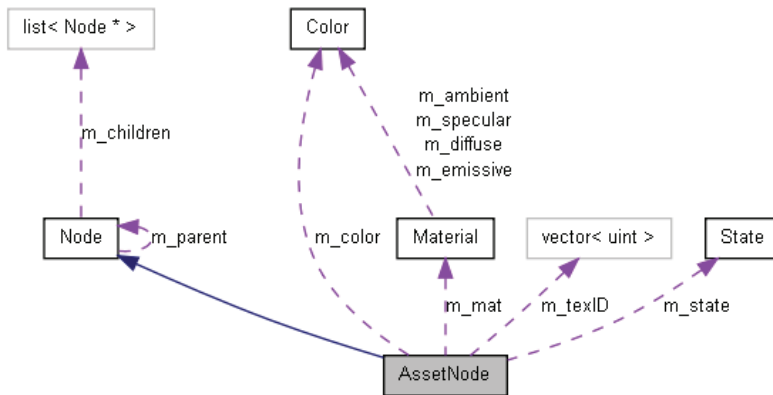 list< Node * >
Color
m_ambient
m_specular
m_diffuse
m_emissive
m_children
Node
m_parent
m_color
Material
vector< uint >
State
m_mat
m_texID
m_state
AssetNode